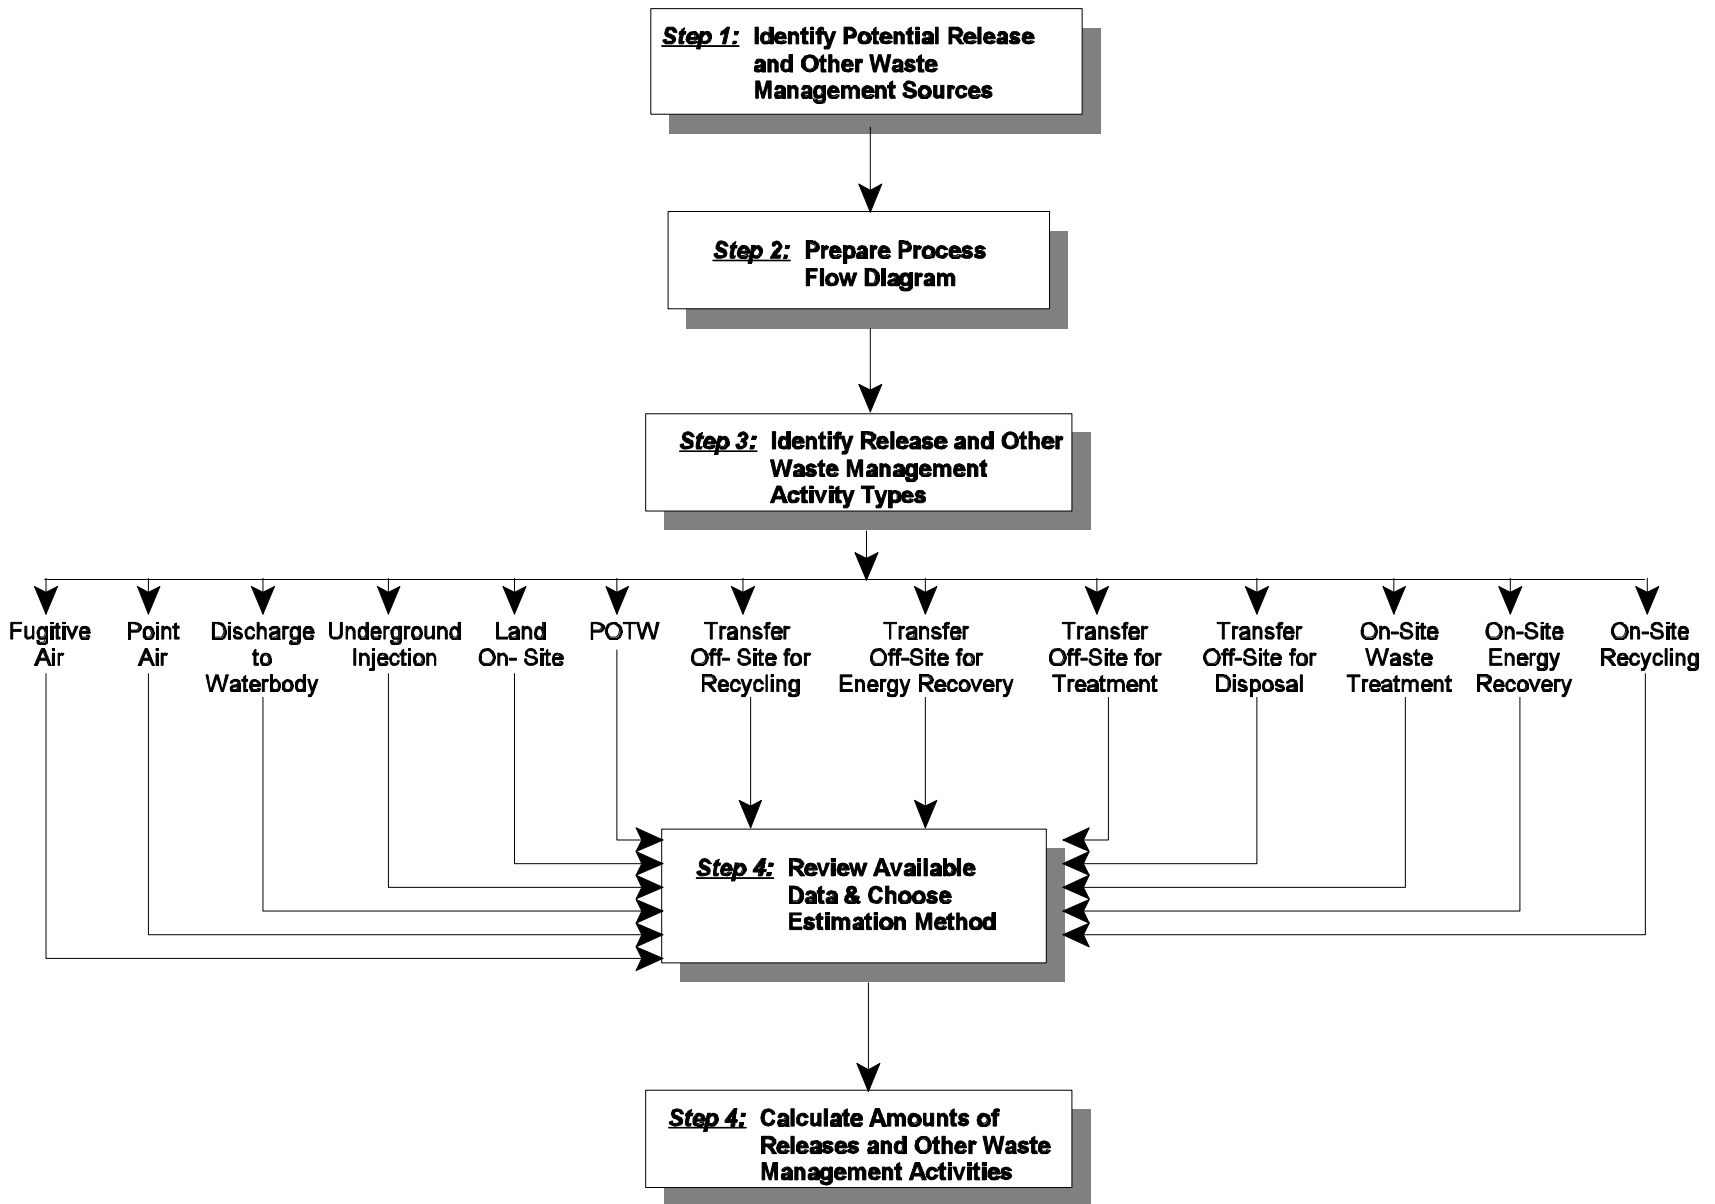 Step 1: Identify Potential Release
and Other Waste
Management Sources
Step 2: Prepare Process
Flow Diagram
Step 3: Identify Release and Other
Waste Management
Activity Types
Fugitive
Air
Point
Air
Discharge
to
Waterbody
Underground
Injection
Land
On- Site
POTW
Transfer
Off- Site for
Recycling
Transfer
Off-Site for
Energy Recovery
Transfer
Off-Site for
Treatment
Transfer
Off-Site for
Disposal
On-Site
Waste
Treatment
On-Site
Energy
Recovery
On-Site
Recycling
Step 4: Review Available
Data & Choose
Estimation Method
Step 4: Calculate Amounts of
Releases and Other Waste
Management Activities